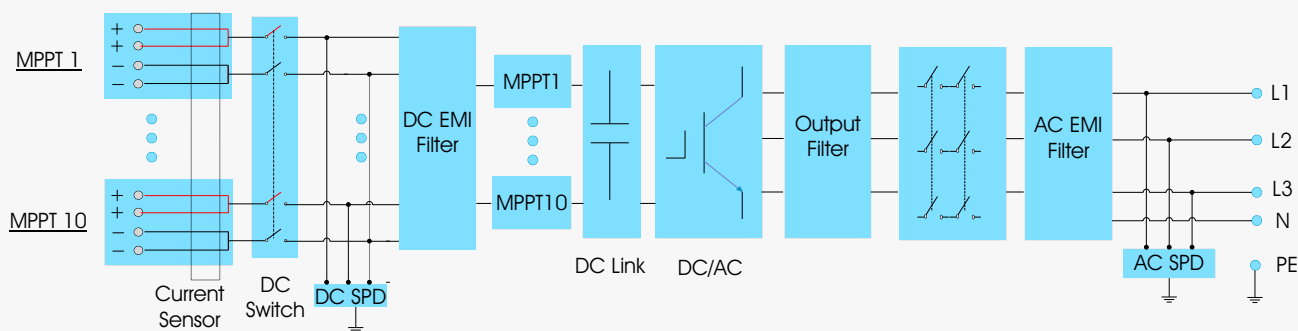 MPPT 1
+
+
−
−
MPPT 10
+
+
−
−
Current
Sensor
DC
Switch
DC SPD
DC EMI
Filter
MPPT1
MPPT10
DC Link
DC/AC
Output
Filter
AC EMI
Filter
AC SPD
L1
L2
L3
N
PE